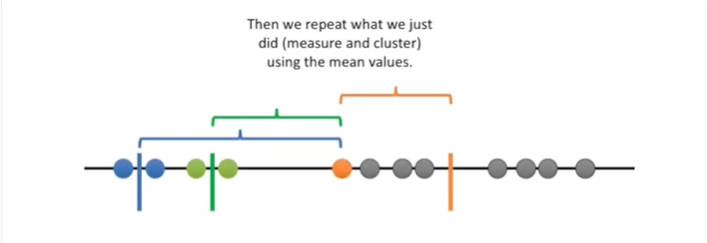 Then we repeat what we just
did (measure and cluster)
using the mean values.